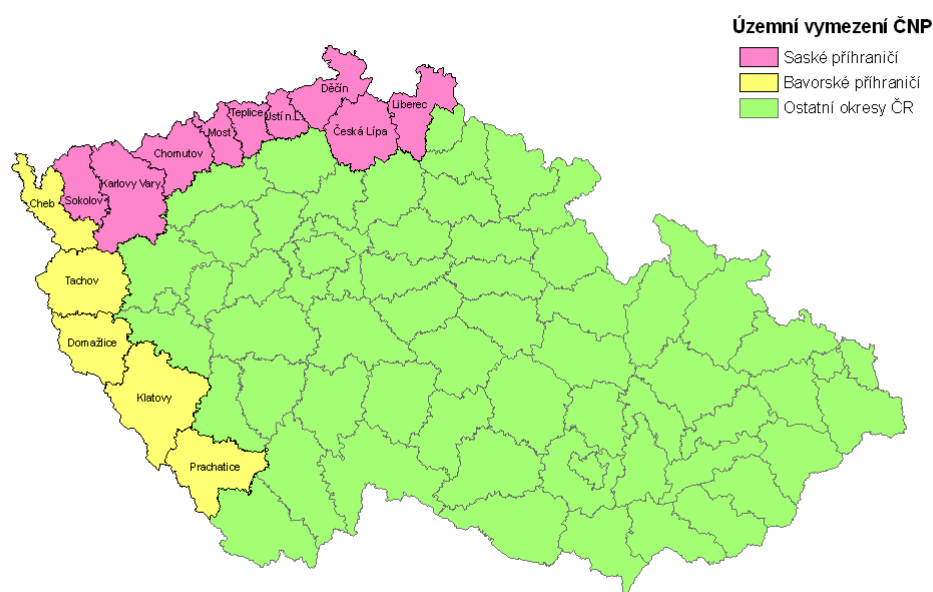 Územní vymezení ČNP
Saské příhraničí
Bavorské příhraničí
Ostatní okresy ČR
Děčín
Liberec
Teplice
Ústí n.L.
Most
Česká Lípa
Chomutov
Karlovy Vary
Sokolov
Cheb
Tachov
Domažlice
Klatovy
Prachatice